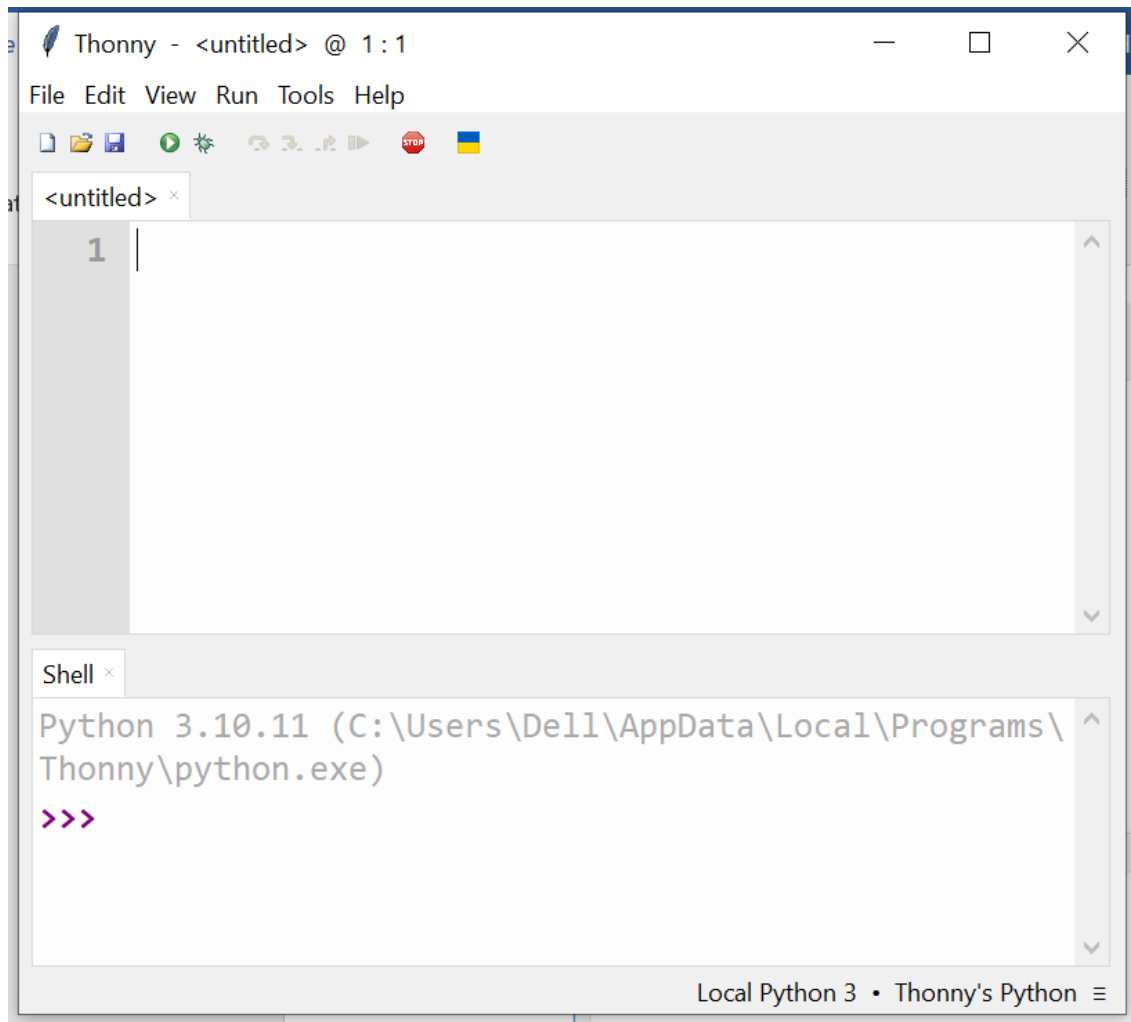 Thonny - <untitled> @ 1 : 1
File Edit View Run Tools Help
STOP
<untitled> ×
1
Shell ×
Python 3.10.11 (C:\Users\Dell\AppData\Local\Programs\
Thonny\python.exe)
>>>
Local Python 3 • Thonny's Python ≡